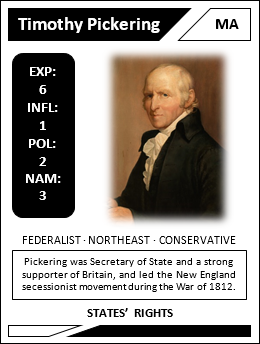 Timothy Pickering
MA
EXP:
6
INFL:
1
POL:
2
NAM:
3
FEDERALIST · NORTHEAST · CONSERVATIVE
Pickering was Secretary of State and a strong
supporter of Britain, and led the New England
secessionist movement during the War of 1812.
STATES' RIGHTS